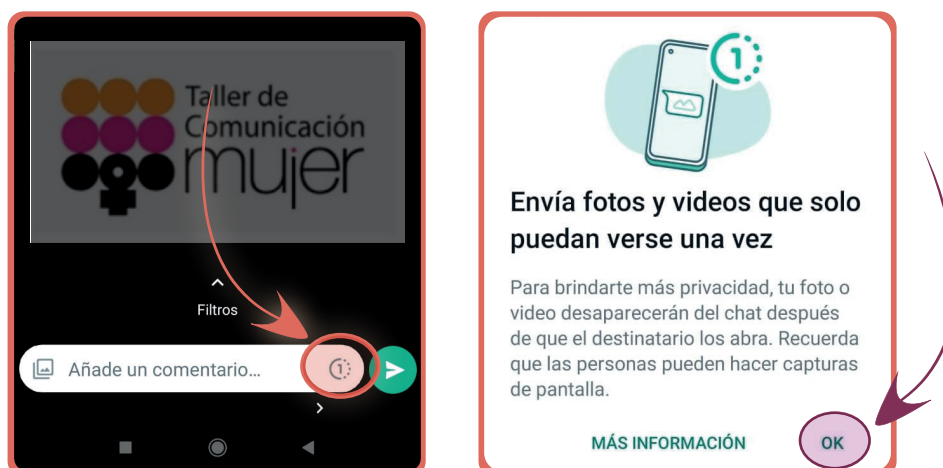 Taller de
Comunicación
mujer
Filtros
Añade un comentario...
1
1
Envía fotos y videos que solo
puedan verse una vez
Para brindarte más privacidad, tu foto o
video desaparecerán del chat después
de que el destinatario los abra. Recuerda
que las personas pueden hacer capturas
de pantalla.
MÁS INFORMACIÓN
OK